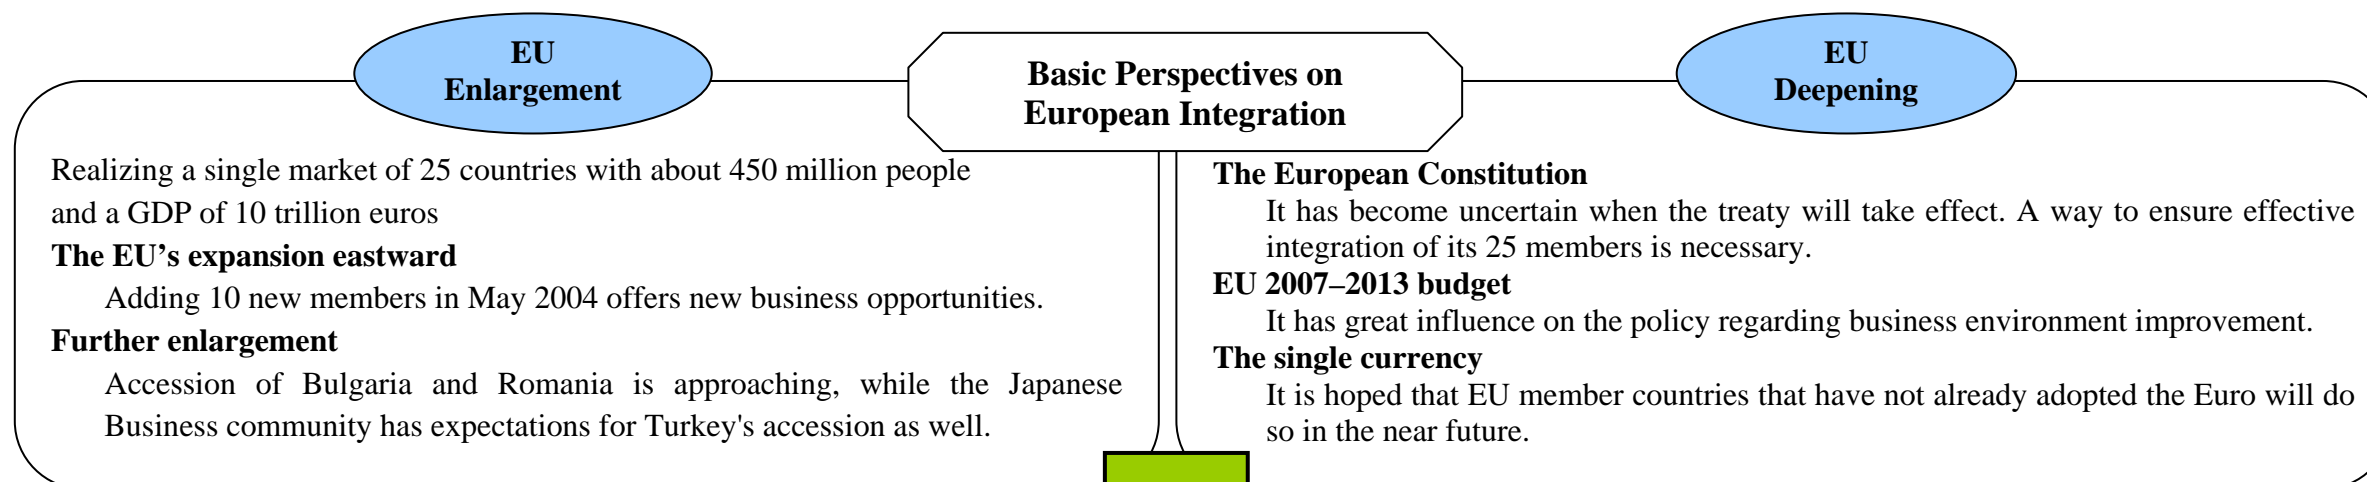 EU
Enlargement
Basic Perspectives on
European Integration
EU
Deepening
Realizing a single market of 25 countries with about 450 million people
and a GDP of 10 trillion euros
The EU’s expansion eastward
Adding 10 new members in May 2004 offers new business opportunities.
Further enlargement
Accession of Bulgaria and Romania is approaching, while the Japanese
Business community has expectations for Turkey's accession as well.
The European Constitution
It has become uncertain when the treaty will take effect. A way to ensure effective
integration of its 25 members is necessary.
EU 2007–2013 budget
It has great influence on the policy regarding business environment improvement.
The single currency
It is hoped that EU member countries that have not already adopted the Euro will do
so in the near future.